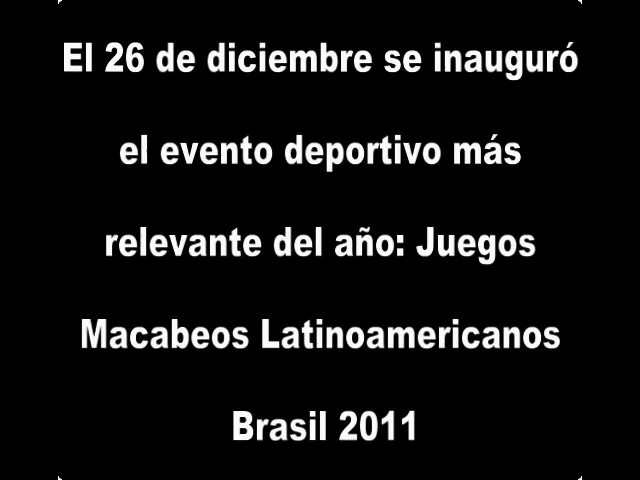 El 26 de diciembre se inauguró
el evento deportivo más
relevante del año: Juegos
Macabeos Latinoamericanos
Brasil 2011